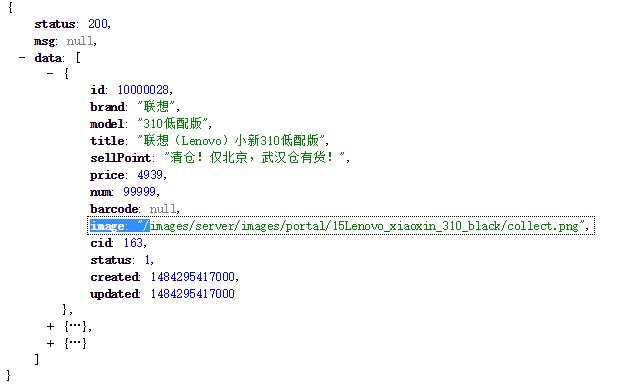 {
status: 200,
msg: null,
- data: [
- {
id: 10000028,
brand: "联想",
model: "310低配版",
title: "联想（Lenovo）小新310低配版",
sellPoint: "清仓！仅北京，武汉仓有货！",
price: 4939,
num: 99999,
barcode: null,
image: "/images/server/images/portal/15Lenovo_xiaoxin_310_black/collect.png",
cid: 163,
status: 1,
created: 1484295417000,
updated: 1484295417000
},
+ {…},
+ {…}
]
}